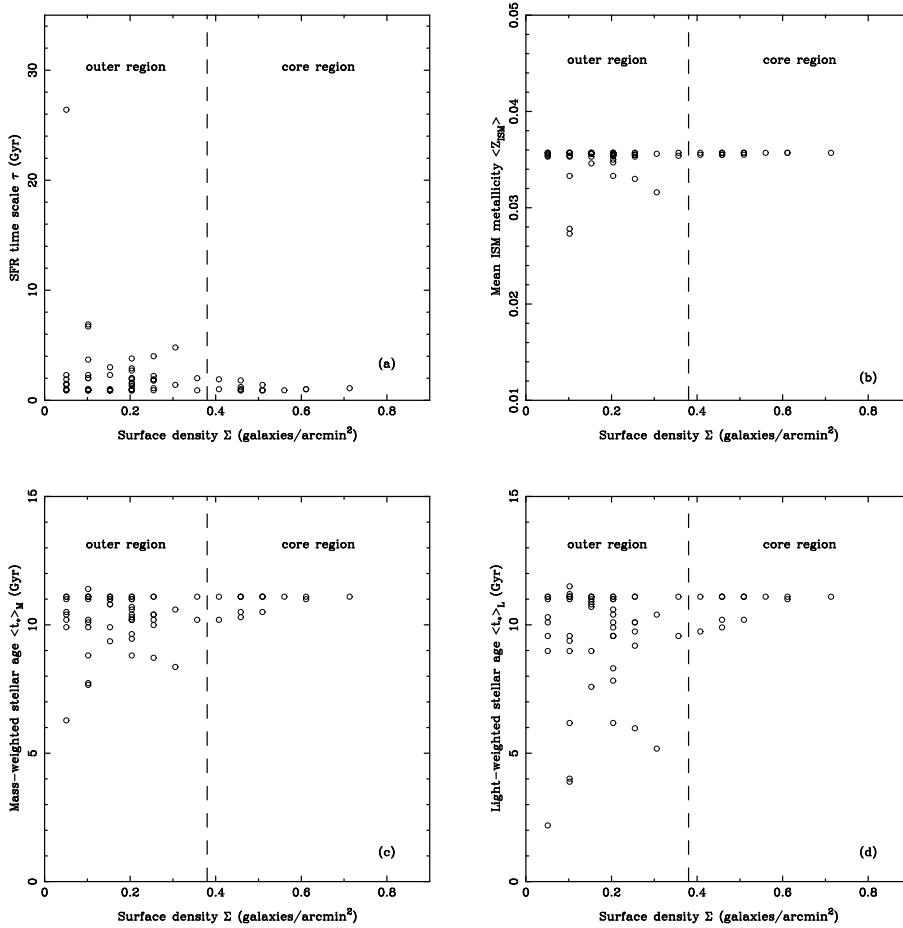 30
20
10
0
SFR time scale τ (Gyr)
outer region
core region
(a)
0
0.2
0.4
0.6
0.8
Surface density Σ (galaxies/arcmin²)
0.05
0.04
0.03
0.02
0.01
Mean ISM metallicity <Z_ISM>
outer region
core region
(b)
0
0.2
0.4
0.6
0.8
Surface density Σ (galaxies/arcmin²)
15
10
5
0
Mass-weighted stellar age <t_*>_M (Gyr)
outer region
core region
(c)
0
0.2
0.4
0.6
0.8
Surface density Σ (galaxies/arcmin²)
15
10
5
0
Light-weighted stellar age <t_*>_L (Gyr)
outer region
core region
(d)
0
0.2
0.4
0.6
0.8
Surface density Σ (galaxies/arcmin²)